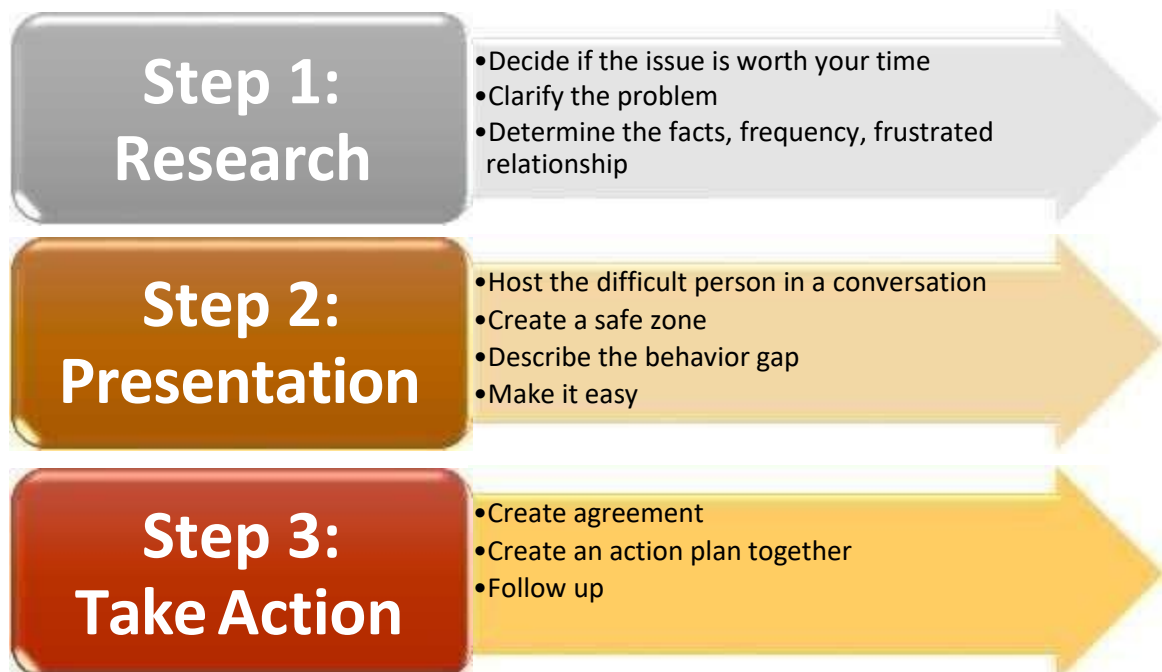 Step 1:
Research
•Decide if the issue is worth your time
•Clarify the problem
•Determine the facts, frequency, frustrated
relationship
Step 2:
Presentation
•Host the difficult person in a conversation
•Create a safe zone
•Describe the behavior gap
•Make it easy
Step 3:
Take Action
•Create agreement
•Create an action plan together
•Follow up